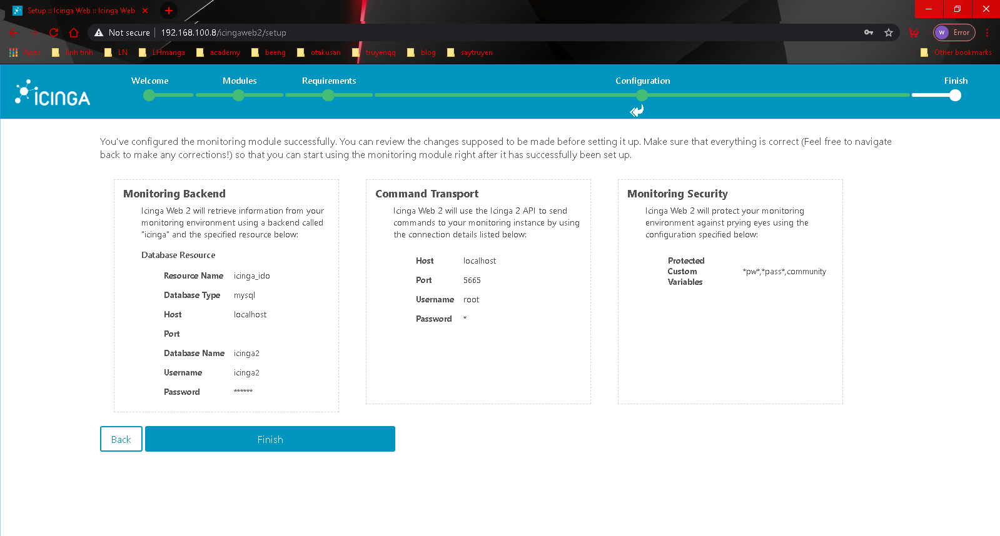 Setup :: Icinga Web :: Icinga Web
Not secure 192.168.100.8/icingaweb2/setup
W Error
Apps linh tinh LN LHmanga academy beeng otakusan truyenqq blog saytruyen Other bookmarks
ICINGA
Welcome Modules Requirements Configuration Finish
You've configured the monitoring module successfully. You can review the changes supposed to be made before setting it up. Make sure that everything is correct (Feel free to navigate
back to make any corrections!) so that you can start using the monitoring module right after it has successfully been set up.
Monitoring Backend
Icinga Web 2 will retrieve information from your
monitoring environment using a backend called
"icinga" and the specified resource below:
Database Resource
Resource Name icinga_ido
Database Type mysql
Host localhost
Port
Database Name icinga2
Username icinga2
Password ******
Command Transport
Icinga Web 2 will use the Icinga 2 API to send
commands to your monitoring instance by using
the connection details listed below:
Host localhost
Port 5665
Username root
Password *
Monitoring Security
Icinga Web 2 will protect your monitoring
environment against prying eyes using the
configuration specified below:
Protected
Custom
Variables
*pw*,*pass*,community
Back Finish